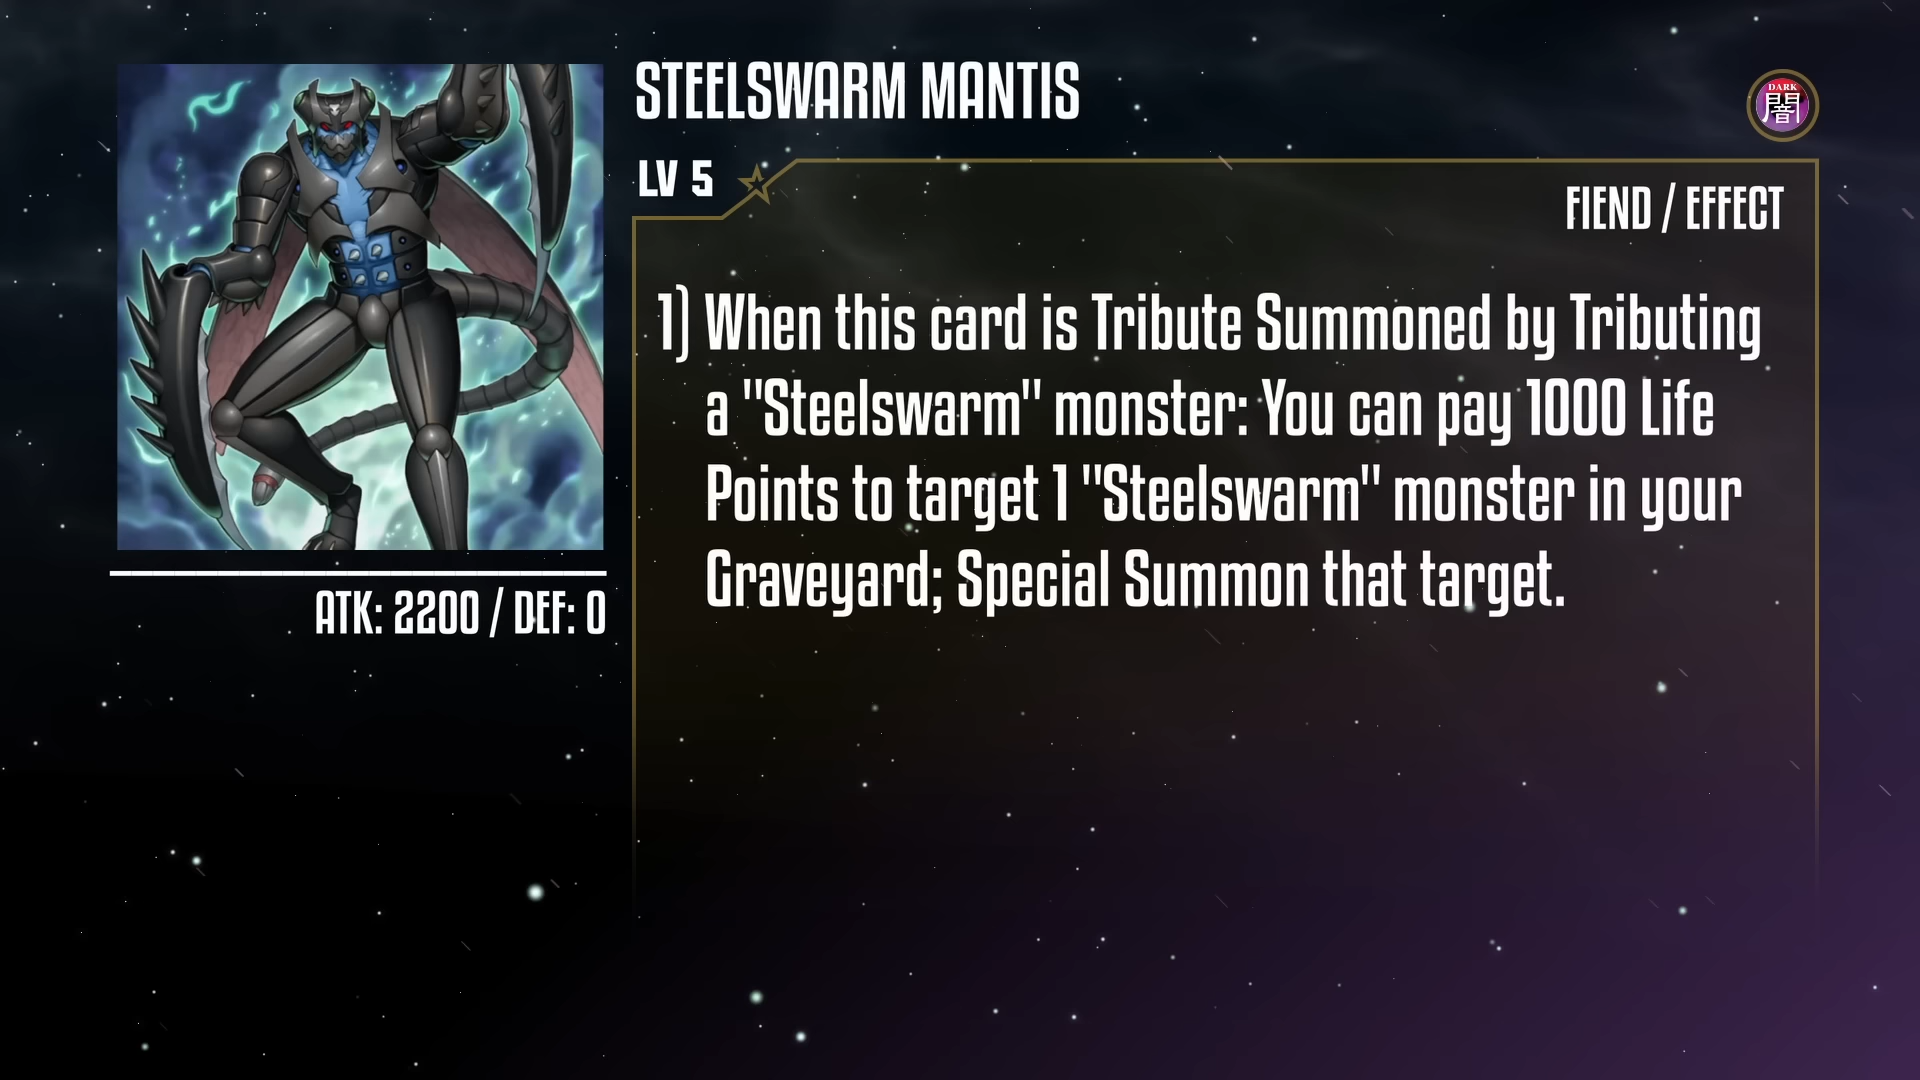 STEELSWARM MANTIS
DARK
闇
LV 5
FIEND / EFFECT
1) When this card is Tribute Summoned by Tributing
a "Steelswarm" monster: You can pay 1000 Life
Points to target 1 "Steelswarm" monster in your
Graveyard; Special Summon that target.
ATK: 2200 / DEF: 0